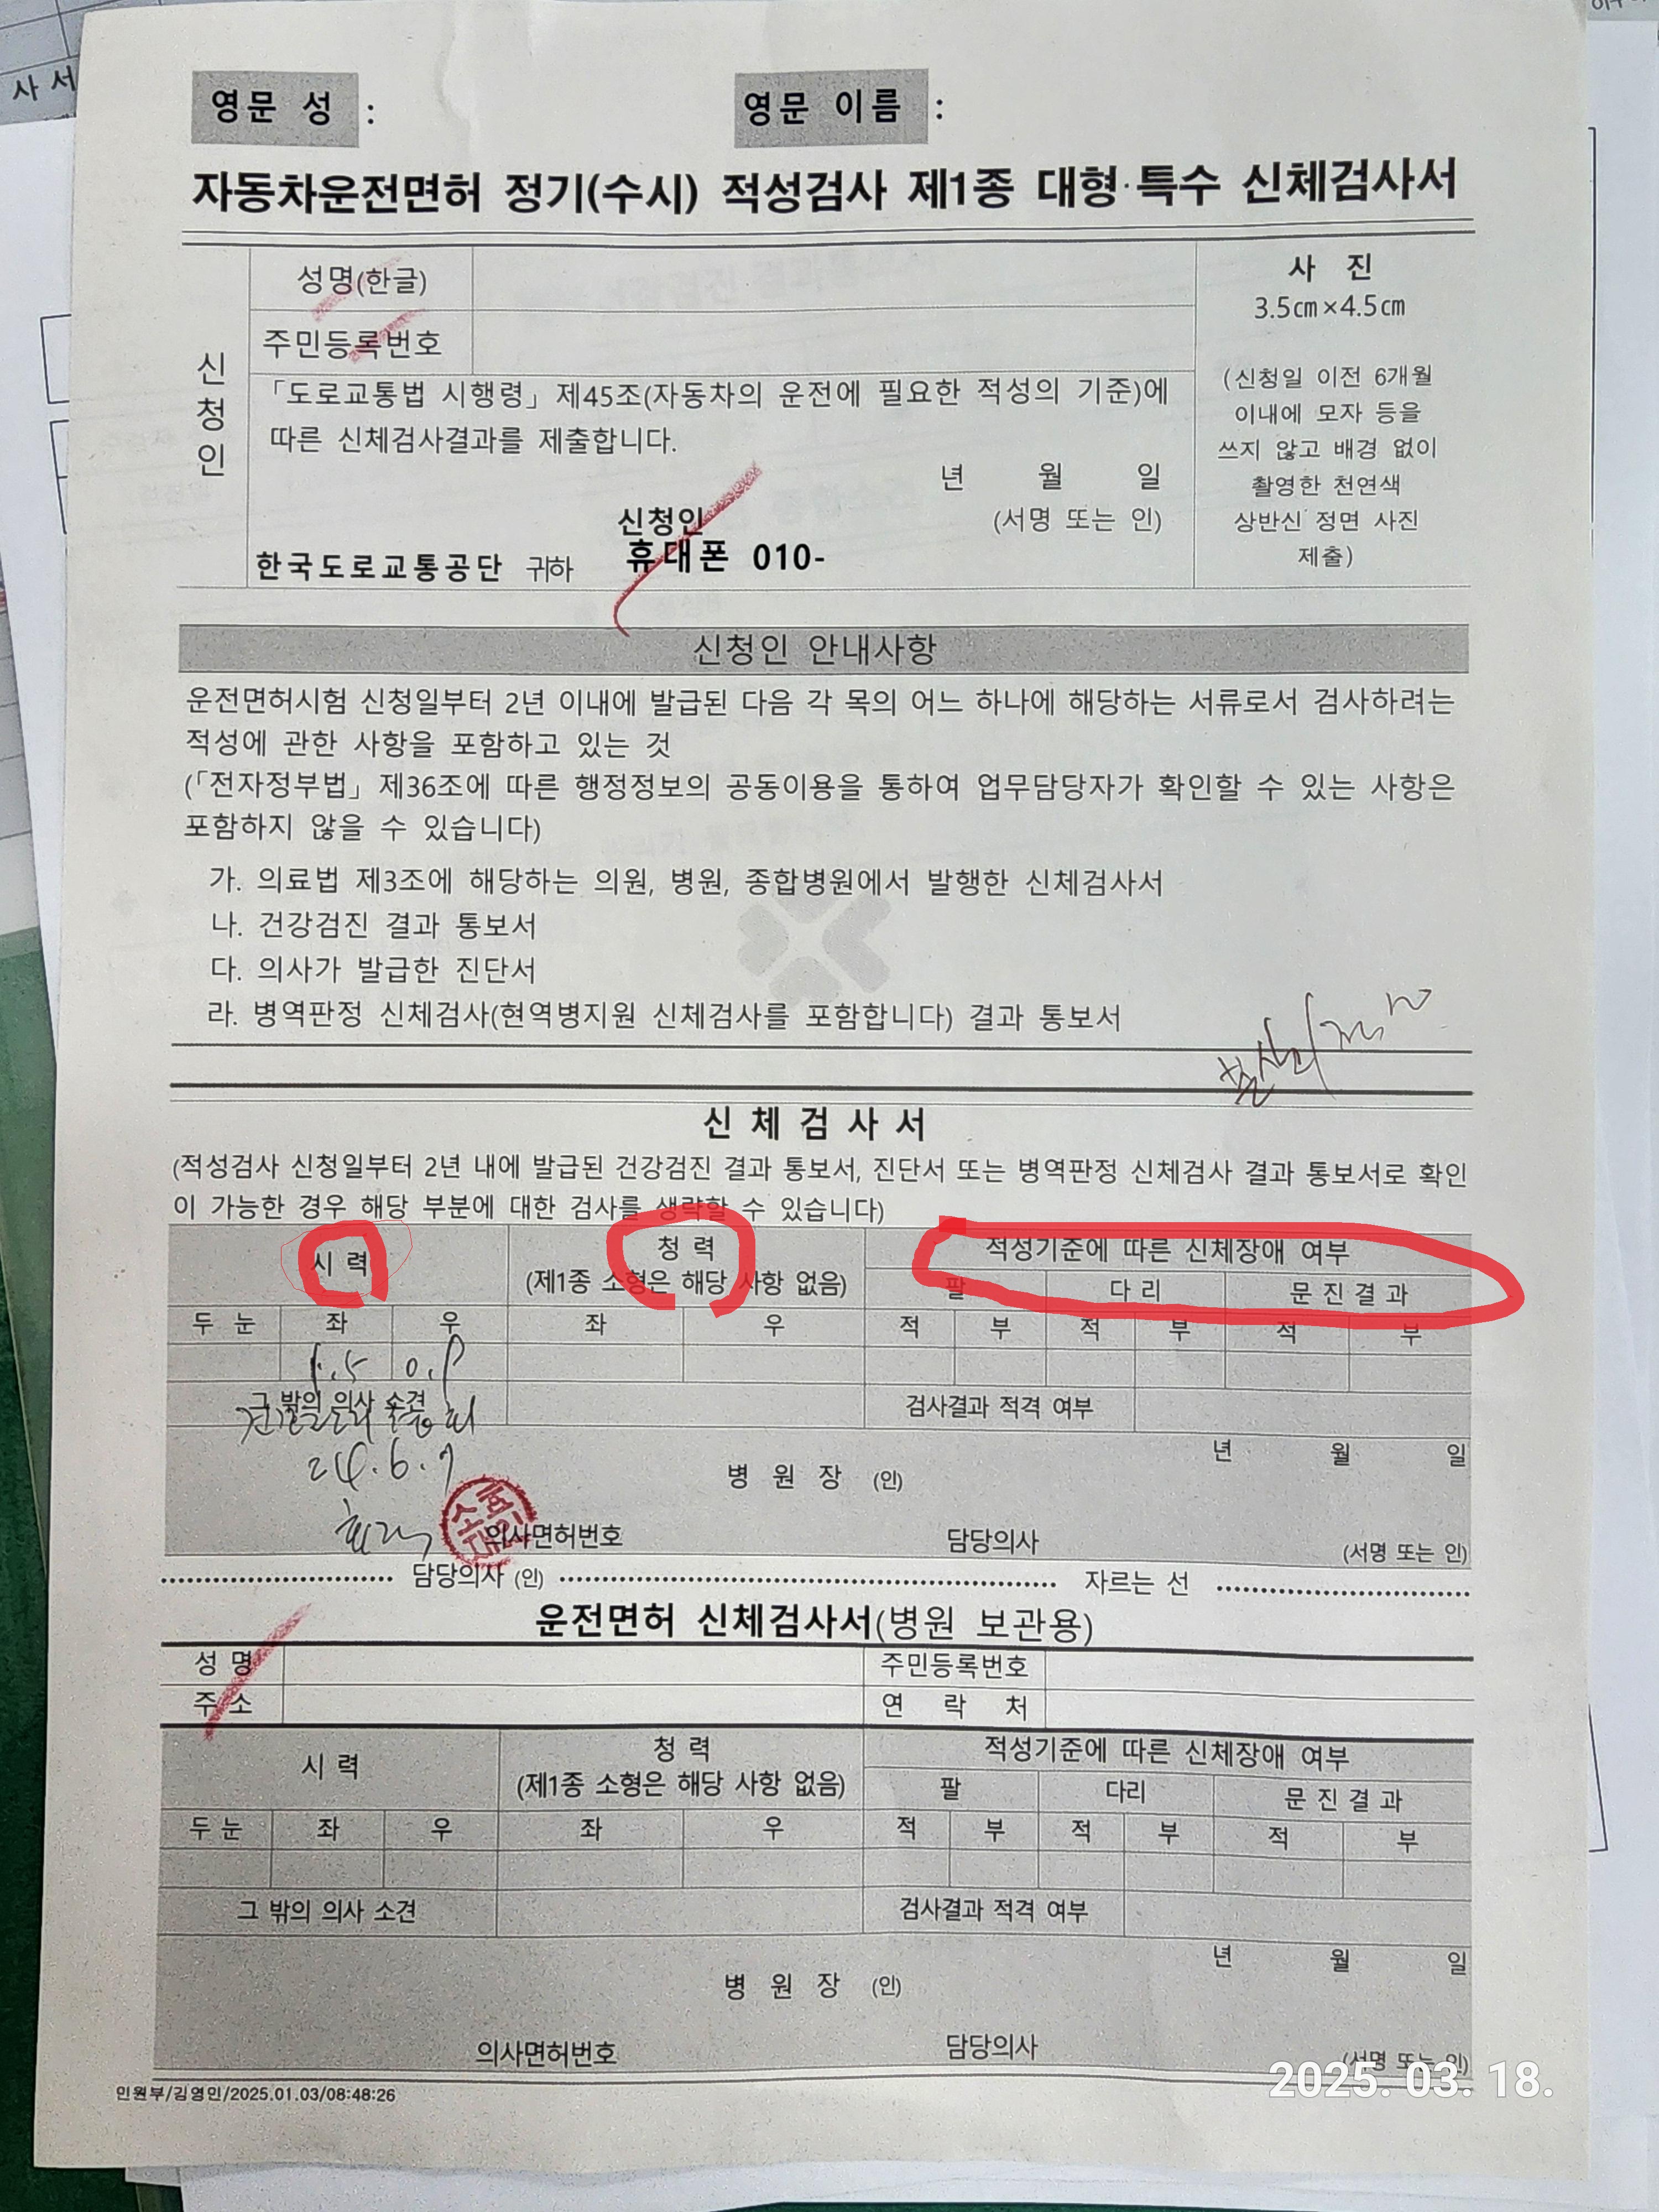 사 서
영문 성 :
영문 이름 :
자동차운전면허 정기(수시) 적성검사 제1종 대형·특수 신체검사서
신청인
성명(한글)
주민등록번호
「도로교통법 시행령」 제45조(자동차의 운전에 필요한 적성의 기준)에
따른 신체검사결과를 제출합니다.
년 월 일
신청인 (서명 또는 인)
휴대폰 010-
한국도로교통공단 귀하
사 진
3.5㎝×4.5㎝
(신청일 이전 6개월
이내에 모자 등을
쓰지 않고 배경 없이
촬영한 천연색
상반신 정면 사진
제출)
신청인 안내사항
운전면허시험 신청일부터 2년 이내에 발급된 다음 각 목의 어느 하나에 해당하는 서류로서 검사하려는
적성에 관한 사항을 포함하고 있는 것
(「전자정부법」 제36조에 따른 행정정보의 공동이용을 통하여 업무담당자가 확인할 수 있는 사항은
포함하지 않을 수 있습니다)
가. 의료법 제3조에 해당하는 의원, 병원, 종합병원에서 발행한 신체검사서
나. 건강검진 결과 통보서
다. 의사가 발급한 진단서
라. 병역판정 신체검사(현역병지원 신체검사를 포함합니다) 결과 통보서
신 체 검 사 서
(적성검사 신청일부터 2년 내에 발급된 건강검진 결과 통보서, 진단서 또는 병역판정 신체검사 결과 통보서로 확인
이 가능한 경우 해당 부분에 대한 검사를 생략할 수 있습니다)
시 력
청 력
(제1종 소형은 해당 사항 없음)
적성기준에 따른 신체장애 여부
팔 다 리 문 진 결 과
두 눈 좌 우 좌 우 적 부 적 부 적 부
1.5
그 밖의 의사 소견 검사결과 적격 여부
24.6.7
년 월 일
병 원 장 (인)
의사면허번호 담당의사 (서명 또는 인)
담당의사 (인) 자르는 선
운전면허 신체검사서(병원 보관용)
성 명 주민등록번호
주 소 연 락 처
시 력
청 력
(제1종 소형은 해당 사항 없음)
적성기준에 따른 신체장애 여부
팔 다리 문 진 결 과
두 눈 좌 우 좌 우 적 부 적 부 적 부
그 밖의 의사 소견 검사결과 적격 여부
년 월 일
병 원 장 (인)
의사면허번호 담당의사 (서명 또는 인)
민원부/김영민/2025.01.03/08:48:26
2025. 03. 18.